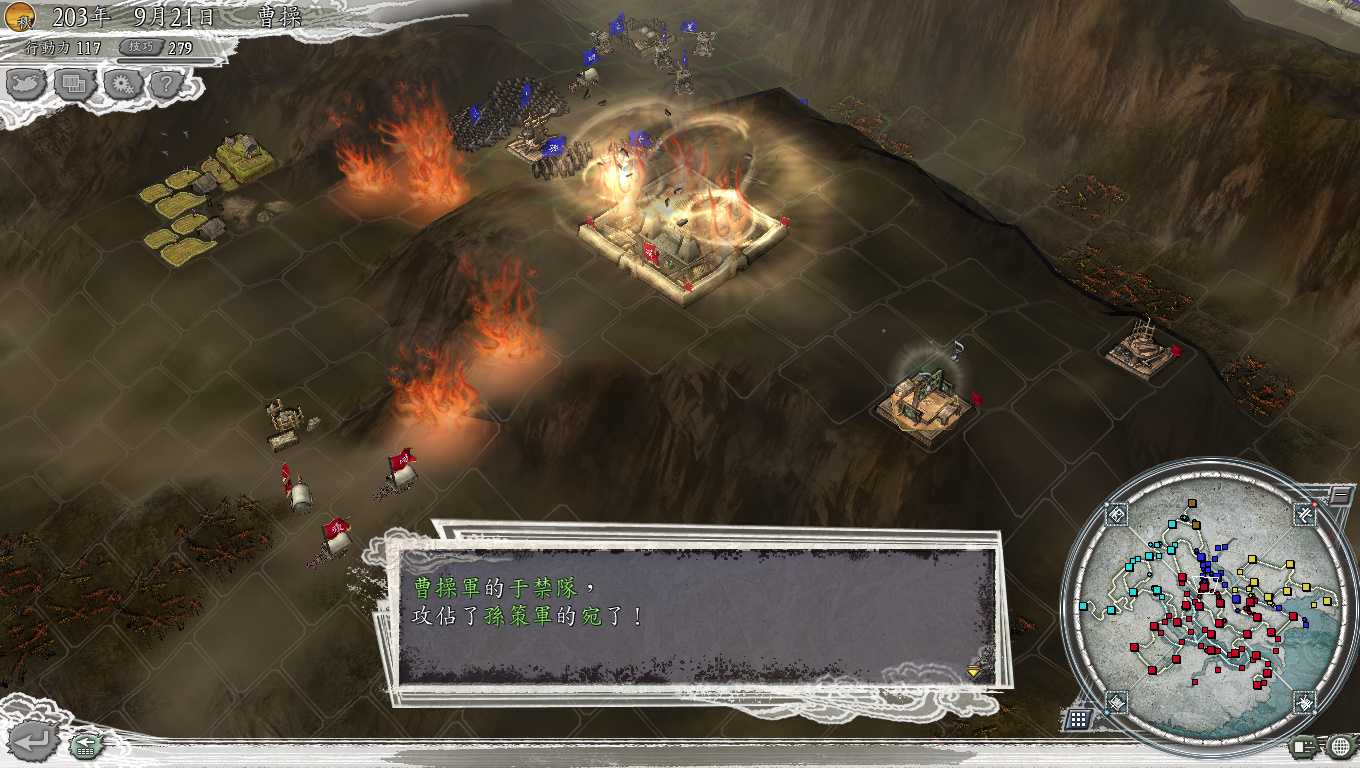 203年 9月21日 曹操
行動力 117 技巧 279
?
曹操軍的于禁隊，
攻佔了孫策軍的宛了！